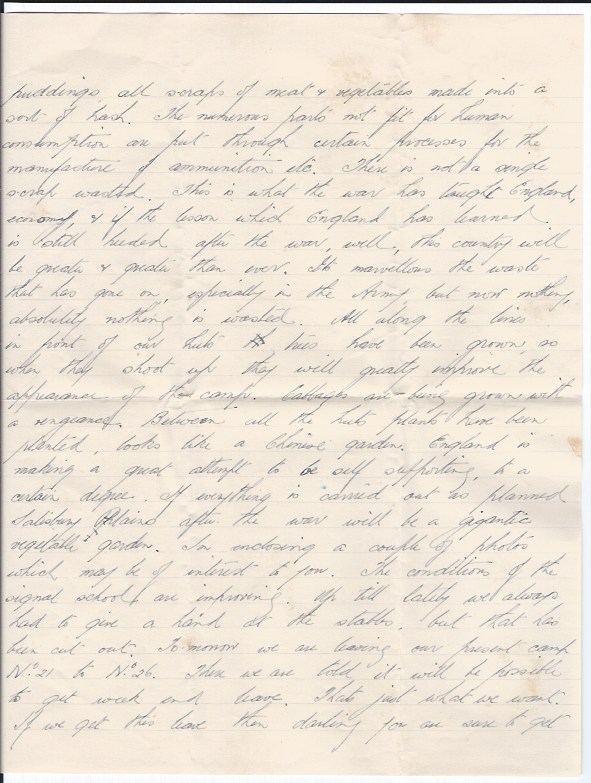 puddings, all scraps of meat & vegetables made into a
sort of hash. The numerous parts not fit for human
consumption are put through certain processes for the
manufacture of ammunition etc. There is not a single
scrap wasted. This is what the war has taught England,
economy, & if the lesson which England has learned
is still heeded after the war, well, this country will
be greater & greater than ever. Its marvellous the waste
that has gone on, especially in the Army but now nothing,
absolutely nothing is wasted. All along the lines
in front of our huts trees have been grown, so
when they shoot up they will greatly improve the
appearance of the camp. Cabbages are being grown with
a vengeance. Between all the huts plants have been
planted, looks like a Chinese garden. England is
making a great attempt to be self supporting, to a
certain degree. If everything is carried out as planned
Salisbury Plains after the war will be a gigantic
vegetable garden. Im inclosing a couple of photos
which may be of interest to you. The conditions of the
signal school are improving. Up till lately we always
had to give a hand at the stables, but that has
been cut out. To-morrow we are leaving our present camp
No. 21 to No. 26. There we are told it will be possible
to get week end leave. Thats just what we want.
If we get this leave then darling you are sure to get